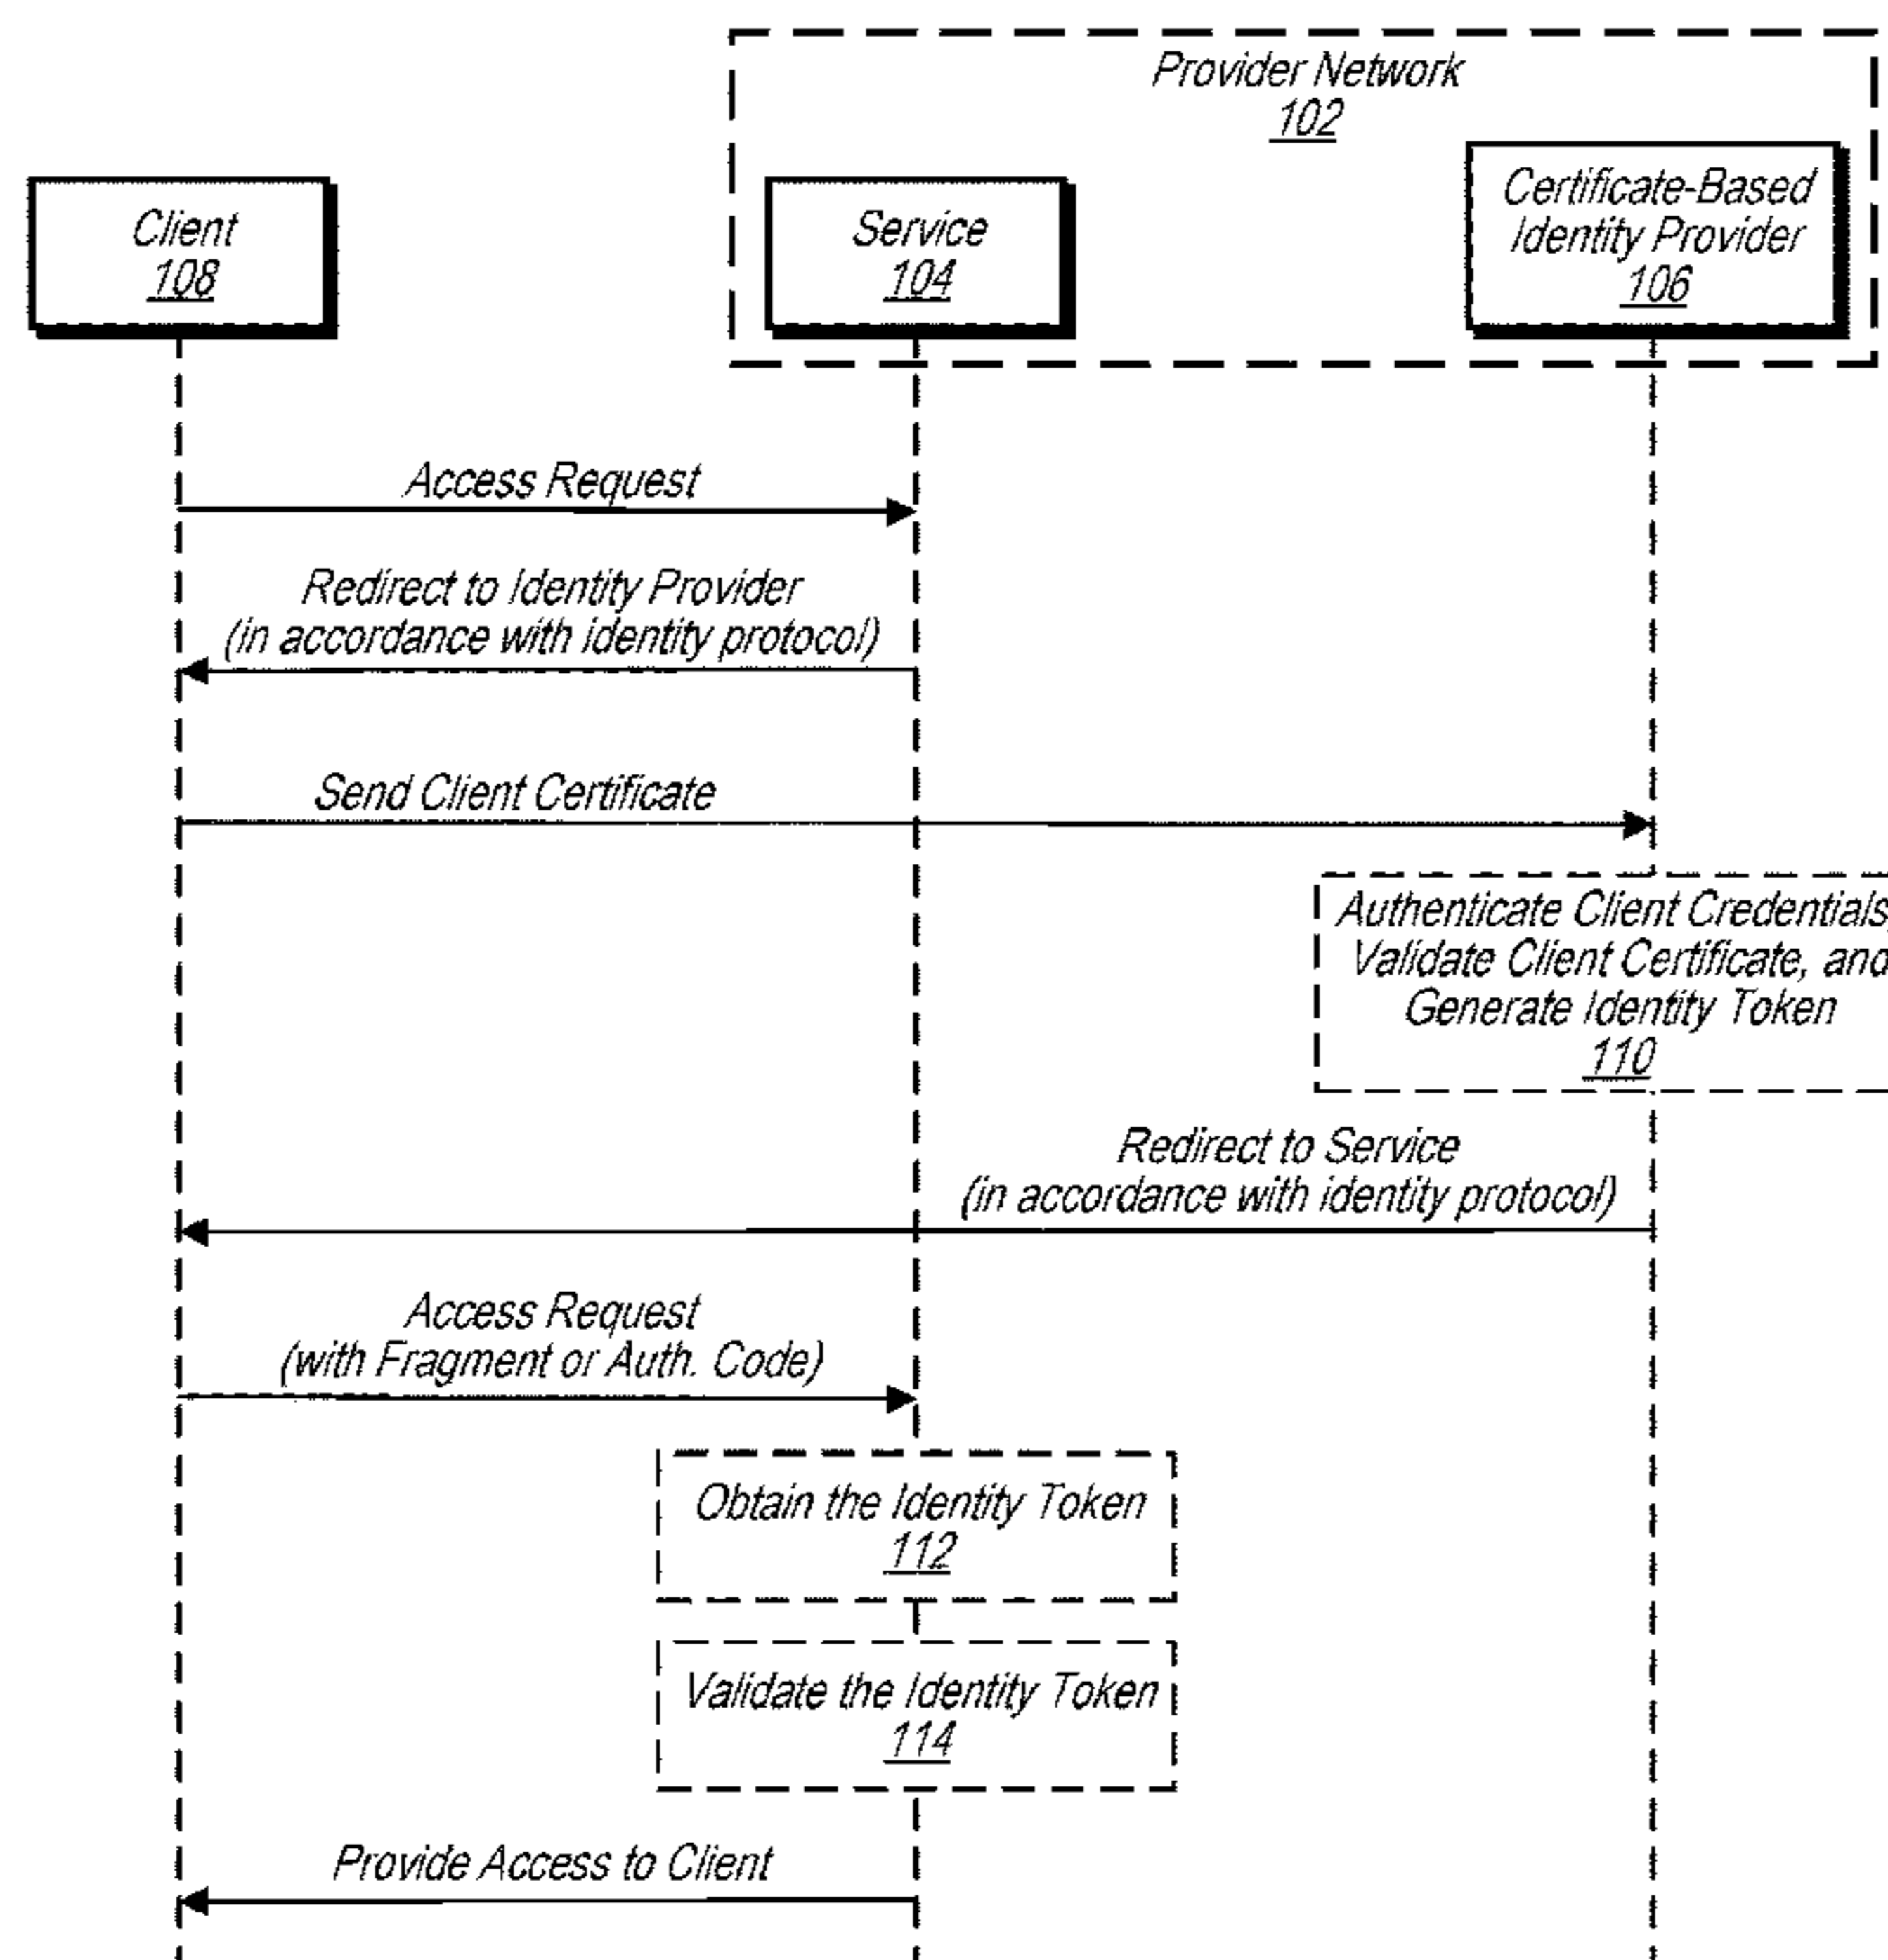 Provider Network
102
Client
108
Service
104
Certificate-Based
Identity Provider
106
Access Request
Redirect to Identity Provider
(in accordance with identity protocol)
Send Client Certificate
Authenticate Client Credentials,
Validate Client Certificate, and
Generate Identity Token
110
Redirect to Service
(in accordance with identity protocol)
Access Request
(with Fragment or Auth. Code)
Obtain the Identity Token
112
Validate the Identity Token
114
Provide Access to Client